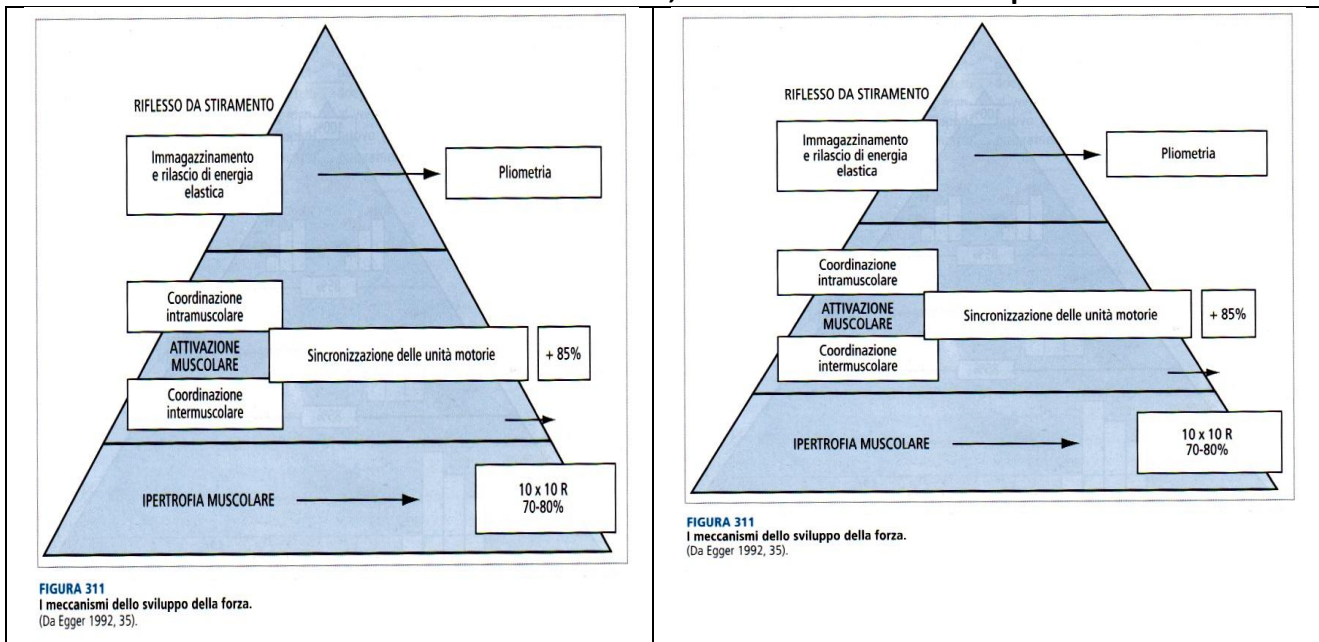 RIFLESSO DA STIRAMENTO
Immagazzinamento
e rilascio di energia
elastica
Pliometria
Coordinazione
intramuscolare
ATTIVAZIONE
MUSCOLARE
Sincronizzazione delle unità motorie
+ 85%
Coordinazione
intermuscolare
IPERTROFIA MUSCOLARE
10 x 10 R
70-80%
FIGURA 311
I meccanismi dello sviluppo della forza.
(Da Egger 1992, 35).
RIFLESSO DA STIRAMENTO
Immagazzinamento
e rilascio di energia
elastica
Pliometria
Coordinazione
intramuscolare
ATTIVAZIONE
MUSCOLARE
Sincronizzazione delle unità motorie
+ 85%
Coordinazione
intermuscolare
IPERTROFIA MUSCOLARE
10 x 10 R
70-80%
FIGURA 311
I meccanismi dello sviluppo della forza.
(Da Egger 1992, 35).